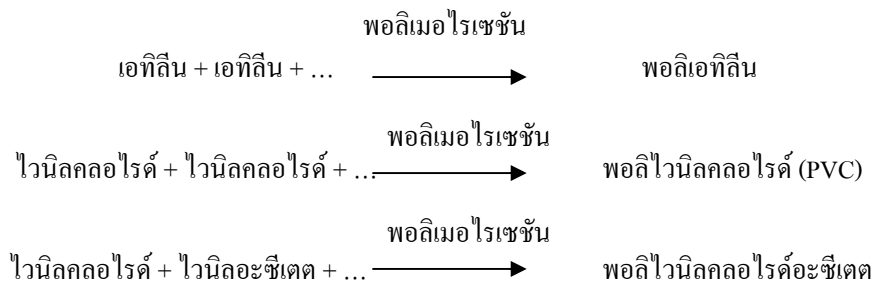 พอลิเมอไรเซชัน
เอทิลีน + เอทิลีน + … พอลิเอทิลีน
พอลิเมอไรเซชัน
ไวนิลคลอไรด์ + ไวนิลคลอไรด์ + … พอลิไวนิลคลอไรด์ (PVC)
พอลิเมอไรเซชัน
ไวนิลคลอไรด์ + ไวนิลอะซีเตต + … พอลิไวนิลคลอไรด์อะซีเตต